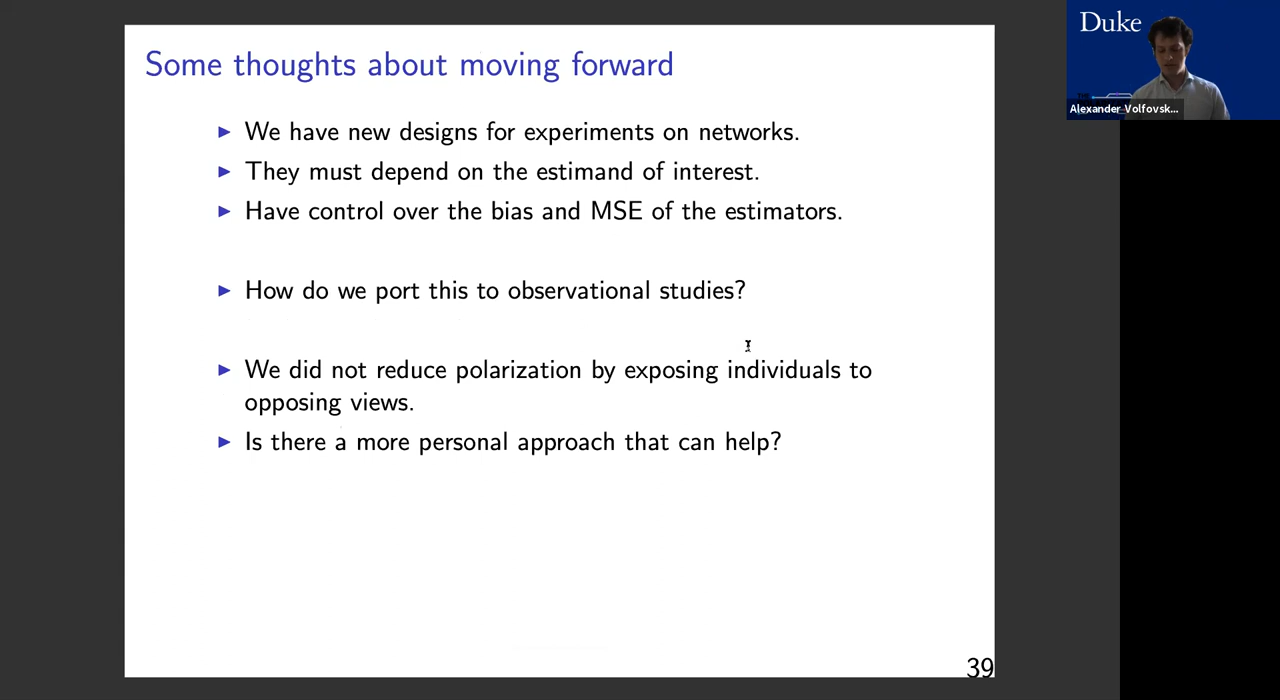 Some thoughts about moving forward
▶ We have new designs for experiments on networks.
▶ They must depend on the estimand of interest.
▶ Have control over the bias and MSE of the estimators.
▶ How do we port this to observational studies?
▶ We did not reduce polarization by exposing individuals to
opposing views.
▶ Is there a more personal approach that can help?
39
Duke
Alexander Volfovsk...